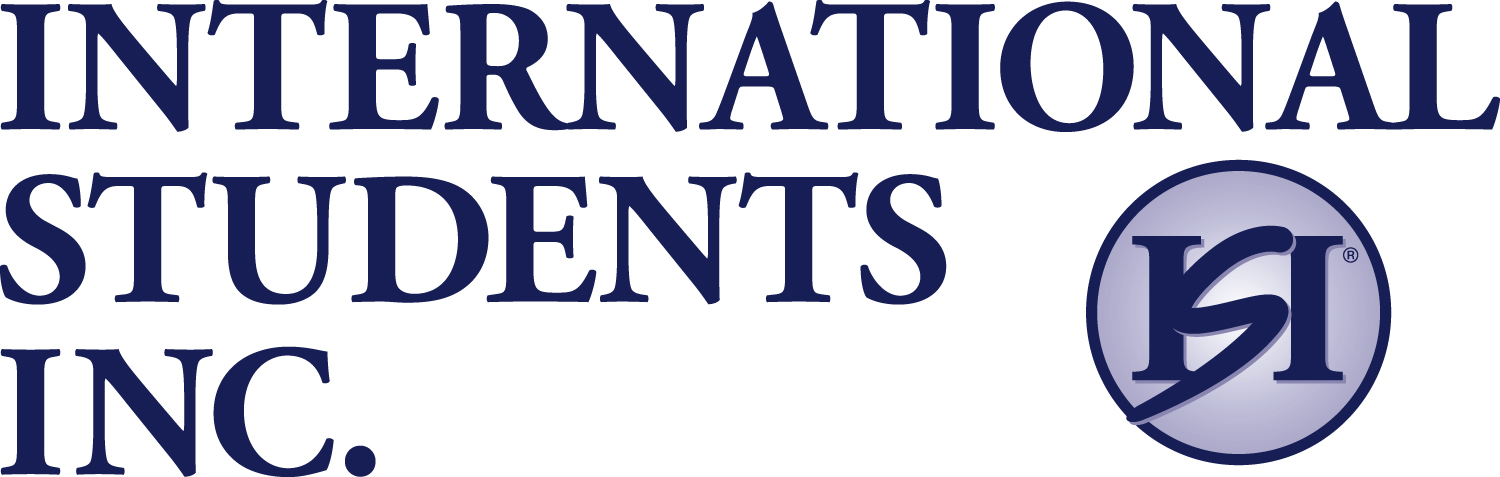 INTERNATIONAL
STUDENTS
INC.
ISI®